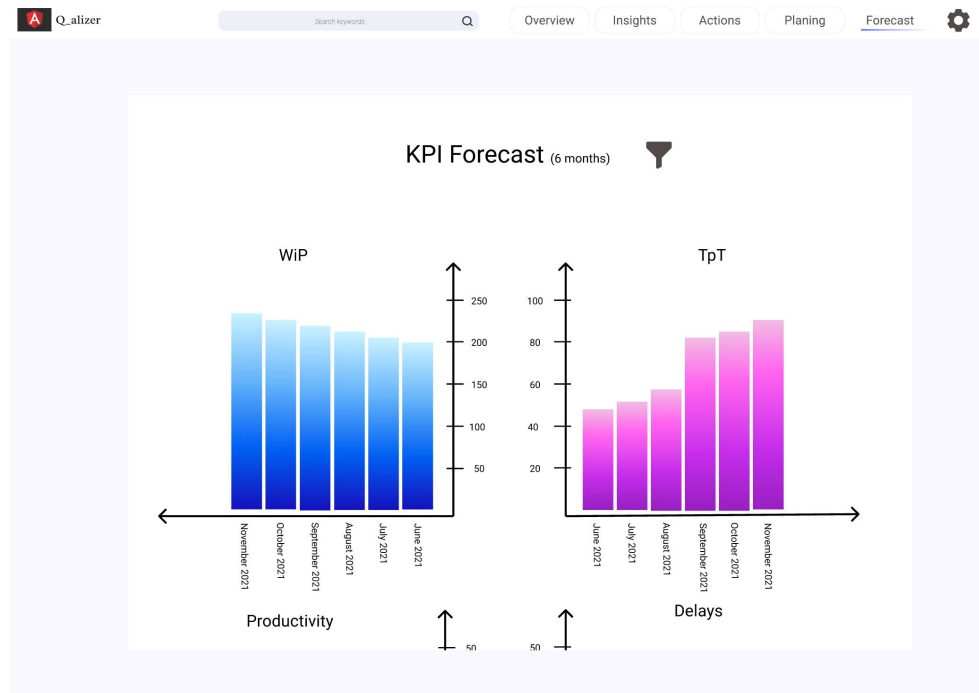 Q_alizer
Search keywords
Overview
Insights
Actions
Planing
Forecast
KPI Forecast (6 months)
WiP
250
200
150
100
50
November 2021
October 2021
September 2021
August 2021
July 2021
June 2021
TpT
100
80
60
40
20
June 2021
July 2021
August 2021
September 2021
October 2021
November 2021
Productivity
50
Delays
50